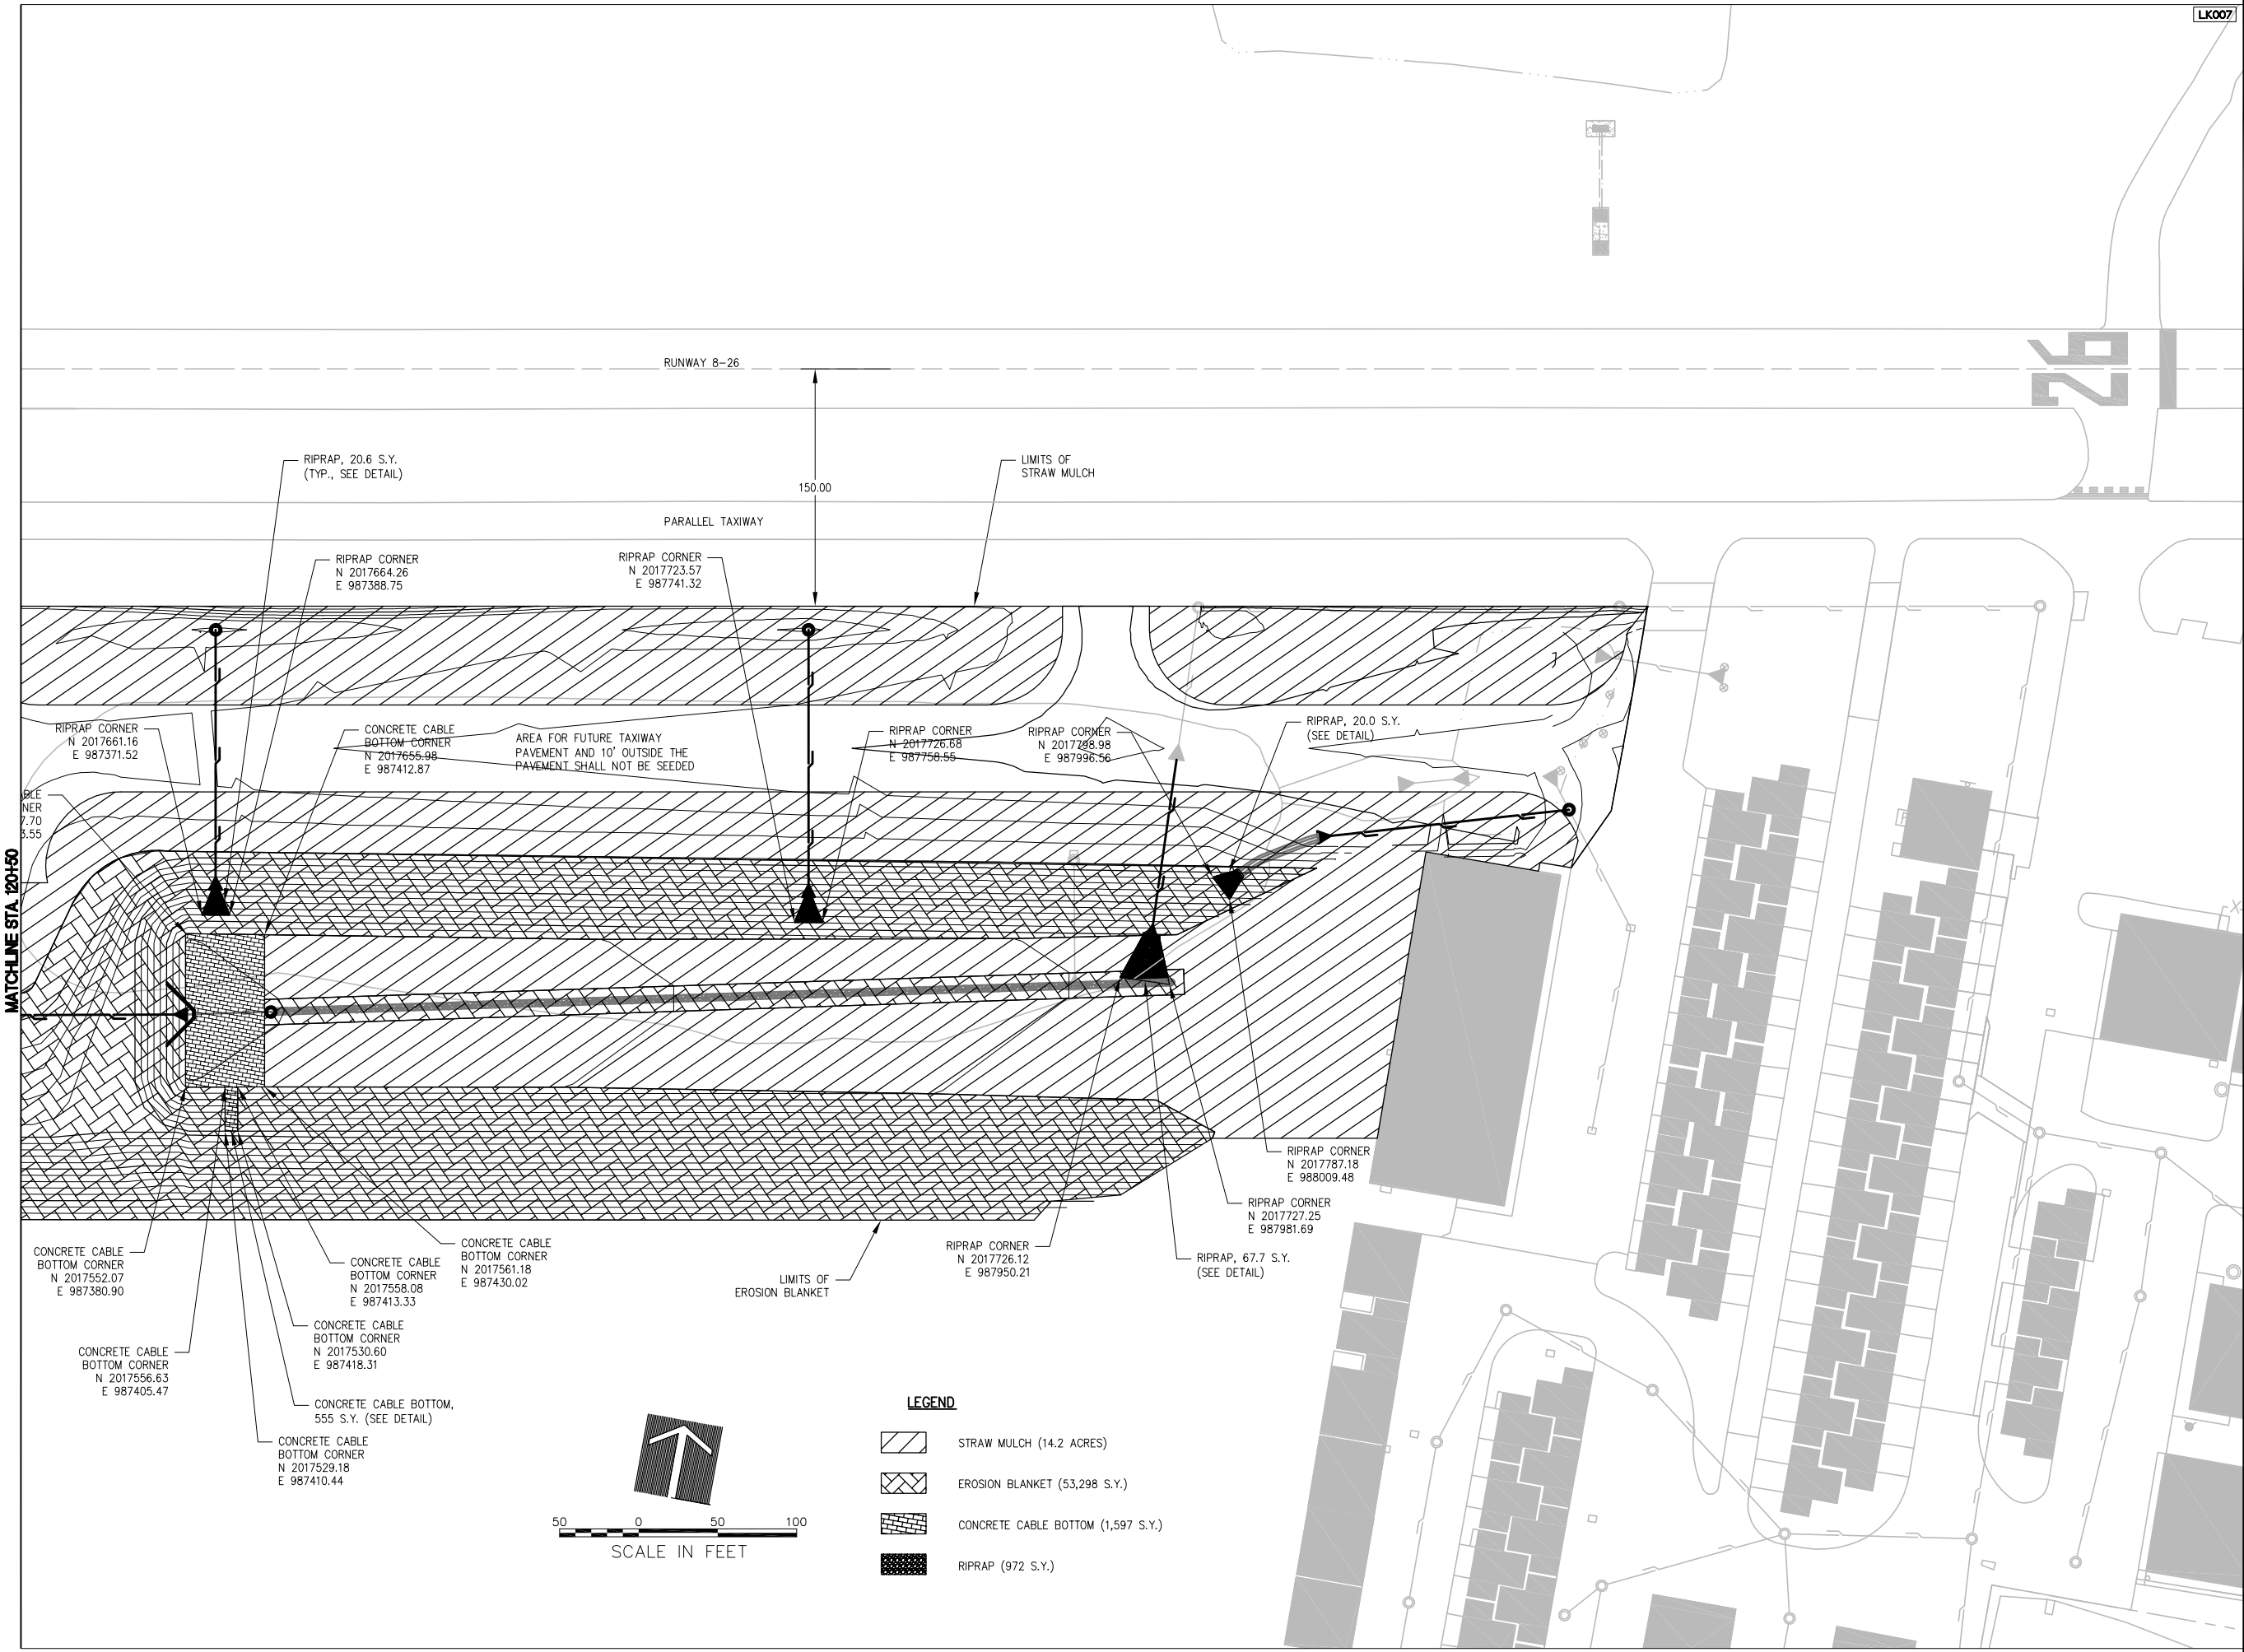 LK007
RUNWAY 8-26
RIPRAP, 20.6 S.Y.
(TYP., SEE DETAIL)
LIMITS OF
STRAW MULCH
150.00
PARALLEL TAXIWAY
26
RIPRAP CORNER
N 2017664.26
E 987388.75
RIPRAP CORNER
N 2017723.57
E 987741.32
RIPRAP CORNER
N 2017661.16
E 987371.52
CONCRETE CABLE
BOTTOM CORNER
N 2017655.98
E 987412.87
AREA FOR FUTURE TAXIWAY
PAVEMENT AND 10' OUTSIDE THE
PAVEMENT SHALL NOT BE SEEDED
RIPRAP CORNER
N 2017726.68
E 987758.55
RIPRAP CORNER
N 2017798.98
E 987996.56
RIPRAP, 20.0 S.Y.
(SEE DETAIL)
BLE
NER
7.70
3.55
MATCHLINE STA. 120+50
RIPRAP CORNER
N 2017787.18
E 988009.48
RIPRAP CORNER
N 2017727.25
E 987981.69
RIPRAP CORNER
N 2017726.12
E 987950.21
RIPRAP, 67.7 S.Y.
(SEE DETAIL)
CONCRETE CABLE
BOTTOM CORNER
N 2017552.07
E 987380.90
CONCRETE CABLE
BOTTOM CORNER
N 2017561.18
E 987430.02
CONCRETE CABLE
BOTTOM CORNER
N 2017558.08
E 987413.33
LIMITS OF
EROSION BLANKET
CONCRETE CABLE
BOTTOM CORNER
N 2017530.60
E 987418.31
CONCRETE CABLE
BOTTOM CORNER
N 2017556.63
E 987405.47
CONCRETE CABLE BOTTOM,
555 S.Y. (SEE DETAIL)
CONCRETE CABLE
BOTTOM CORNER
N 2017529.18
E 987410.44
LEGEND
STRAW MULCH (14.2 ACRES)
EROSION BLANKET (53,298 S.Y.)
CONCRETE CABLE BOTTOM (1,597 S.Y.)
RIPRAP (972 S.Y.)
50 0 50 100
SCALE IN FEET